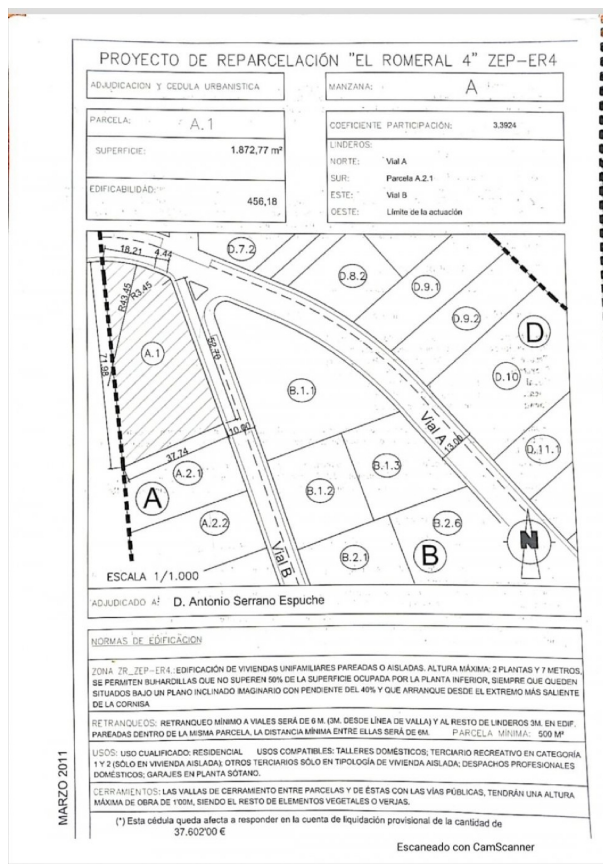 PROYECTO DE REPARCELACIÓN "EL ROMERAL 4" ZEP-ER4
ADJUDICACION Y CEDULA URBANISTICA
MANZANA: A
PARCELA: A.1
SUPERFICIE: 1.872,77 m²
EDIFICABILIDAD: 456,18
COEFICIENTE PARTICIPACIÓN: 3.3924
LINDEROS:
NORTE: Vial A
SUR: Parcela A.2.1
ESTE: Vial B
OESTE: Límite de la actuación
18.21 4.44
R43.45
R3.45
71.98
52.70
37.74
10.00
13.00
A.1
A.2.1
A.2.2
A
D.7.2
D.8.2
D.9.1
D.9.2
D
D.10
D.11.1
B.1.1
B.1.2
B.1.3
B.2.1
B.2.6
B
Vial A
Vial B
N
ESCALA 1/1.000
ADJUDICADO A: D. Antonio Serrano Espuche
NORMAS DE EDIFICACIÓN
ZONA ZR_ZEP-ER4.:EDIFICACIÓN DE VIVIENDAS UNIFAMILIARES PAREADAS O AISLADAS. ALTURA MÁXIMA: 2 PLANTAS Y 7 METROS,
SE PERMITEN BUHARDILLAS QUE NO SUPEREN 50% DE LA SUPERFICIE OCUPADA POR LA PLANTA INFERIOR, SIEMPRE QUE QUEDEN
SITUADOS BAJO UN PLANO INCLINADO IMAGINARIO CON PENDIENTE DEL 40% Y QUE ARRANQUE DESDE EL EXTREMO MÁS SALIENTE
DE LA CORNISA
RETRANQUEOS: RETRANQUEO MÍNIMO A VIALES SERÁ DE 6 M. (3M. DESDE LÍNEA DE VALLA) Y AL RESTO DE LINDEROS 3M. EN EDIF.
PAREADAS DENTRO DE LA MISMA PARCELA, LA DISTANCIA MÍNIMA ENTRE ELLAS SERÁ DE 6M. PARCELA MÍNIMA: 500 M²
USOS: USO CUALIFICADO: RESIDENCIAL USOS COMPATIBLES: TALLERES DOMÉSTICOS; TERCIARIO RECREATIVO EN CATEGORÍA
1 Y 2 (SÓLO EN VIVIENDA AISLADA); OTROS TERCIARIOS SÓLO EN TIPOLOGÍA DE VIVIENDA AISLADA; DESPACHOS PROFESIONALES
DOMÉSTICOS; GARAJES EN PLANTA SÓTANO.
CERRAMIENTOS: LAS VALLAS DE CERRAMIENTO ENTRE PARCELAS Y DE ÉSTAS CON LAS VÍAS PÚBLICAS, TENDRÁN UNA ALTURA
MÁXIMA DE OBRA DE 1'00M, SIENDO EL RESTO DE ELEMENTOS VEGETALES O VERJAS.
(*) Esta cédula queda afecta a responder en la cuenta de liquidación provisional de la cantidad de
37.602'00 €
MARZO 2011
Escaneado con CamScanner